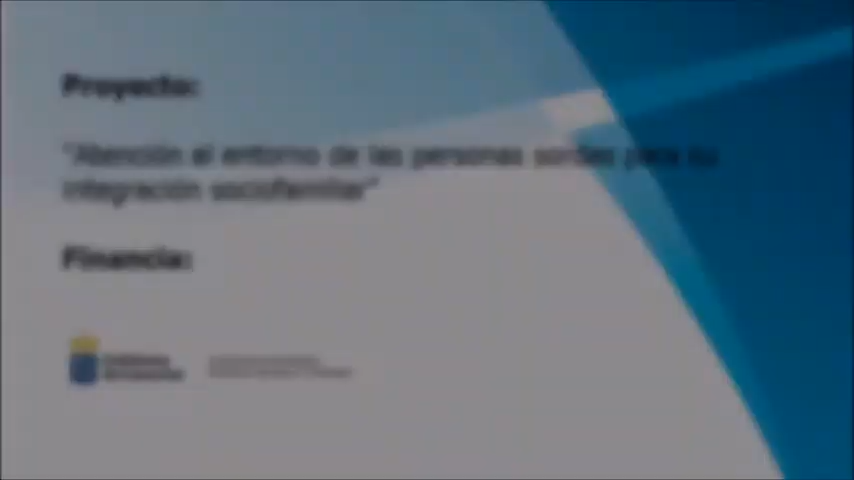 Proyecto:
"Atención al entorno de las personas sordas para su
integración sociofamiliar"
Financia: